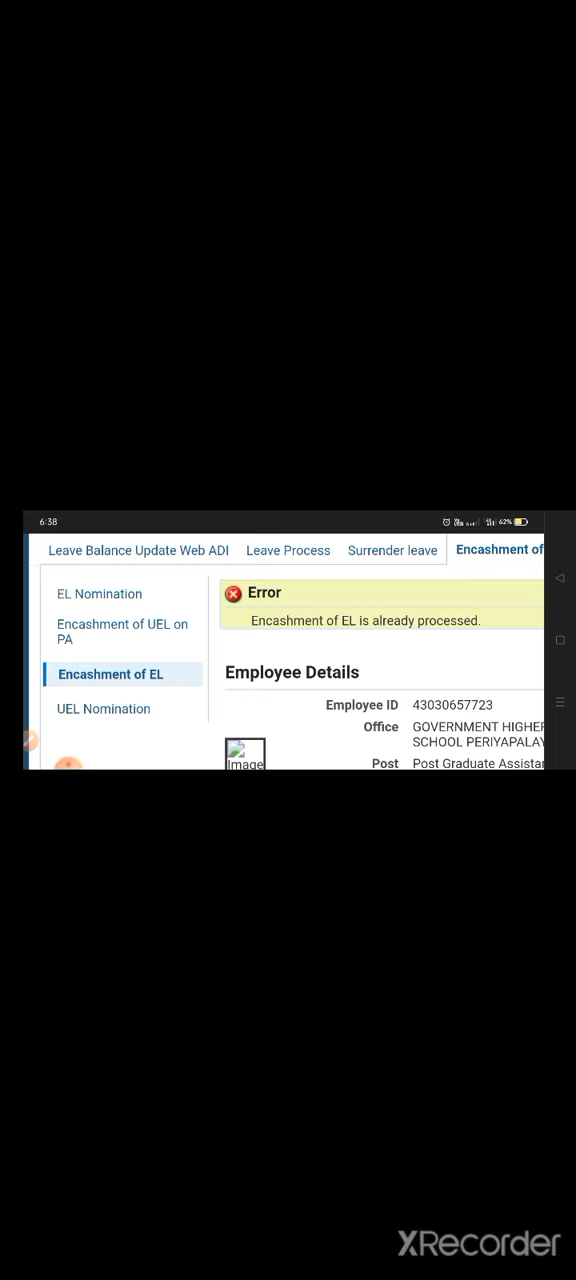 6:38
62%
Leave Balance Update Web ADI Leave Process Surrender leave Encashment of
EL Nomination
Encashment of UEL on
PA
Encashment of EL
UEL Nomination
Error
Encashment of EL is already processed.
Employee Details
Employee ID 43030657723
Office GOVERNMENT HIGHER
SCHOOL PERIYAPALAY
Image
Post Post Graduate Assistan
XRecorder